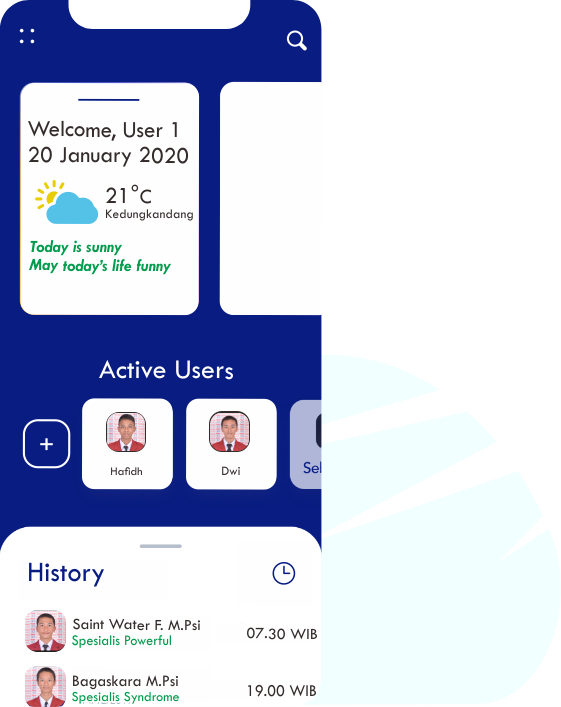 Welcome, User 1
20 January 2020
21°C
Kedungkandang
Today is sunny
May today's life funny
Active Users
+
Hafidh
Dwi
Sel
History
Saint Water F. M.Psi
Spesialis Powerful
07.30 WIB
Bagaskara M.Psi
Spesialis Syndrome
19.00 WIB